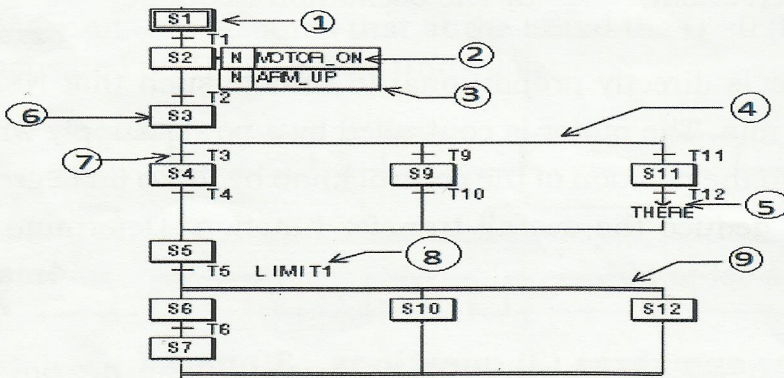 S1 1
T1
S2 N MOTOR_ON 2
N ARM_UP
3
T2
6 S3 4
7 T3 T9 T11
S4 S9 S11
T4 T10 T12 5
THERE
S5 8
T5 LIMIT1 9
S6 S10 S12
T6
S7